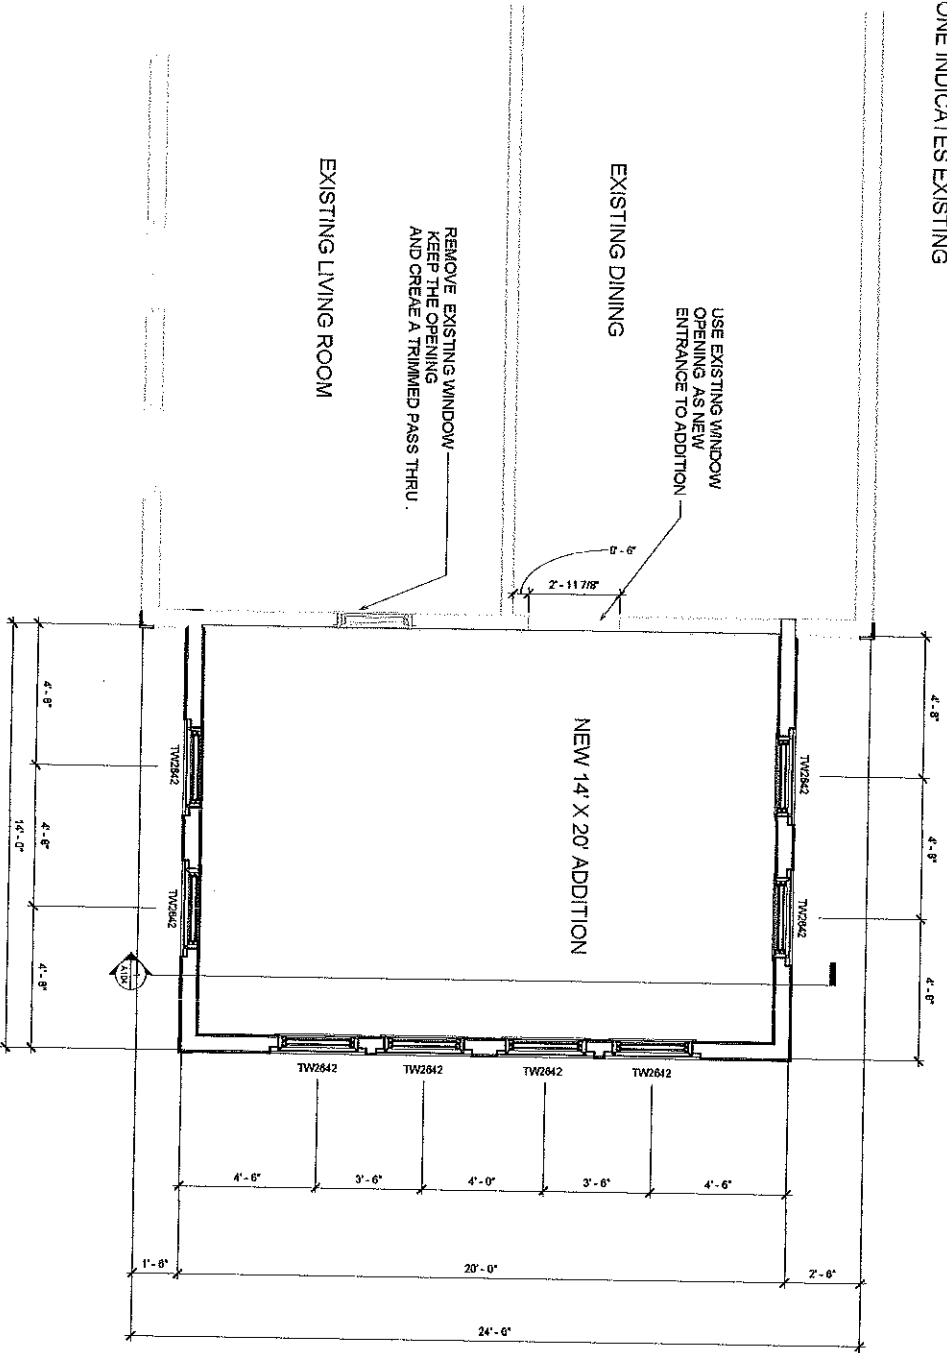 ONE INDICATES EXISTING
EXISTING DINING
USE EXISTING WINDOW
OPENING AS NEW
ENTRANCE TO ADDITION
EXISTING LIVING ROOM
REMOVE EXISTING WINDOW
KEEP THE OPENING
AND CREAE A TRIMMED PASS THRU .
0' - 6"
2' - 11 7/8"
NEW 14' X 20' ADDITION
4' - 8"
4' - 8"
4' - 8"
TW2642
TW2642
TW2642
TW2642
4' - 8"
4' - 8"
4' - 8"
14' - 0"
A104
TW2642
TW2642
TW2642
TW2642
4' - 6"
3' - 6"
4' - 0"
3' - 6"
4' - 6"
1' - 6"
20' - 0"
2' - 6"
24' - 0"